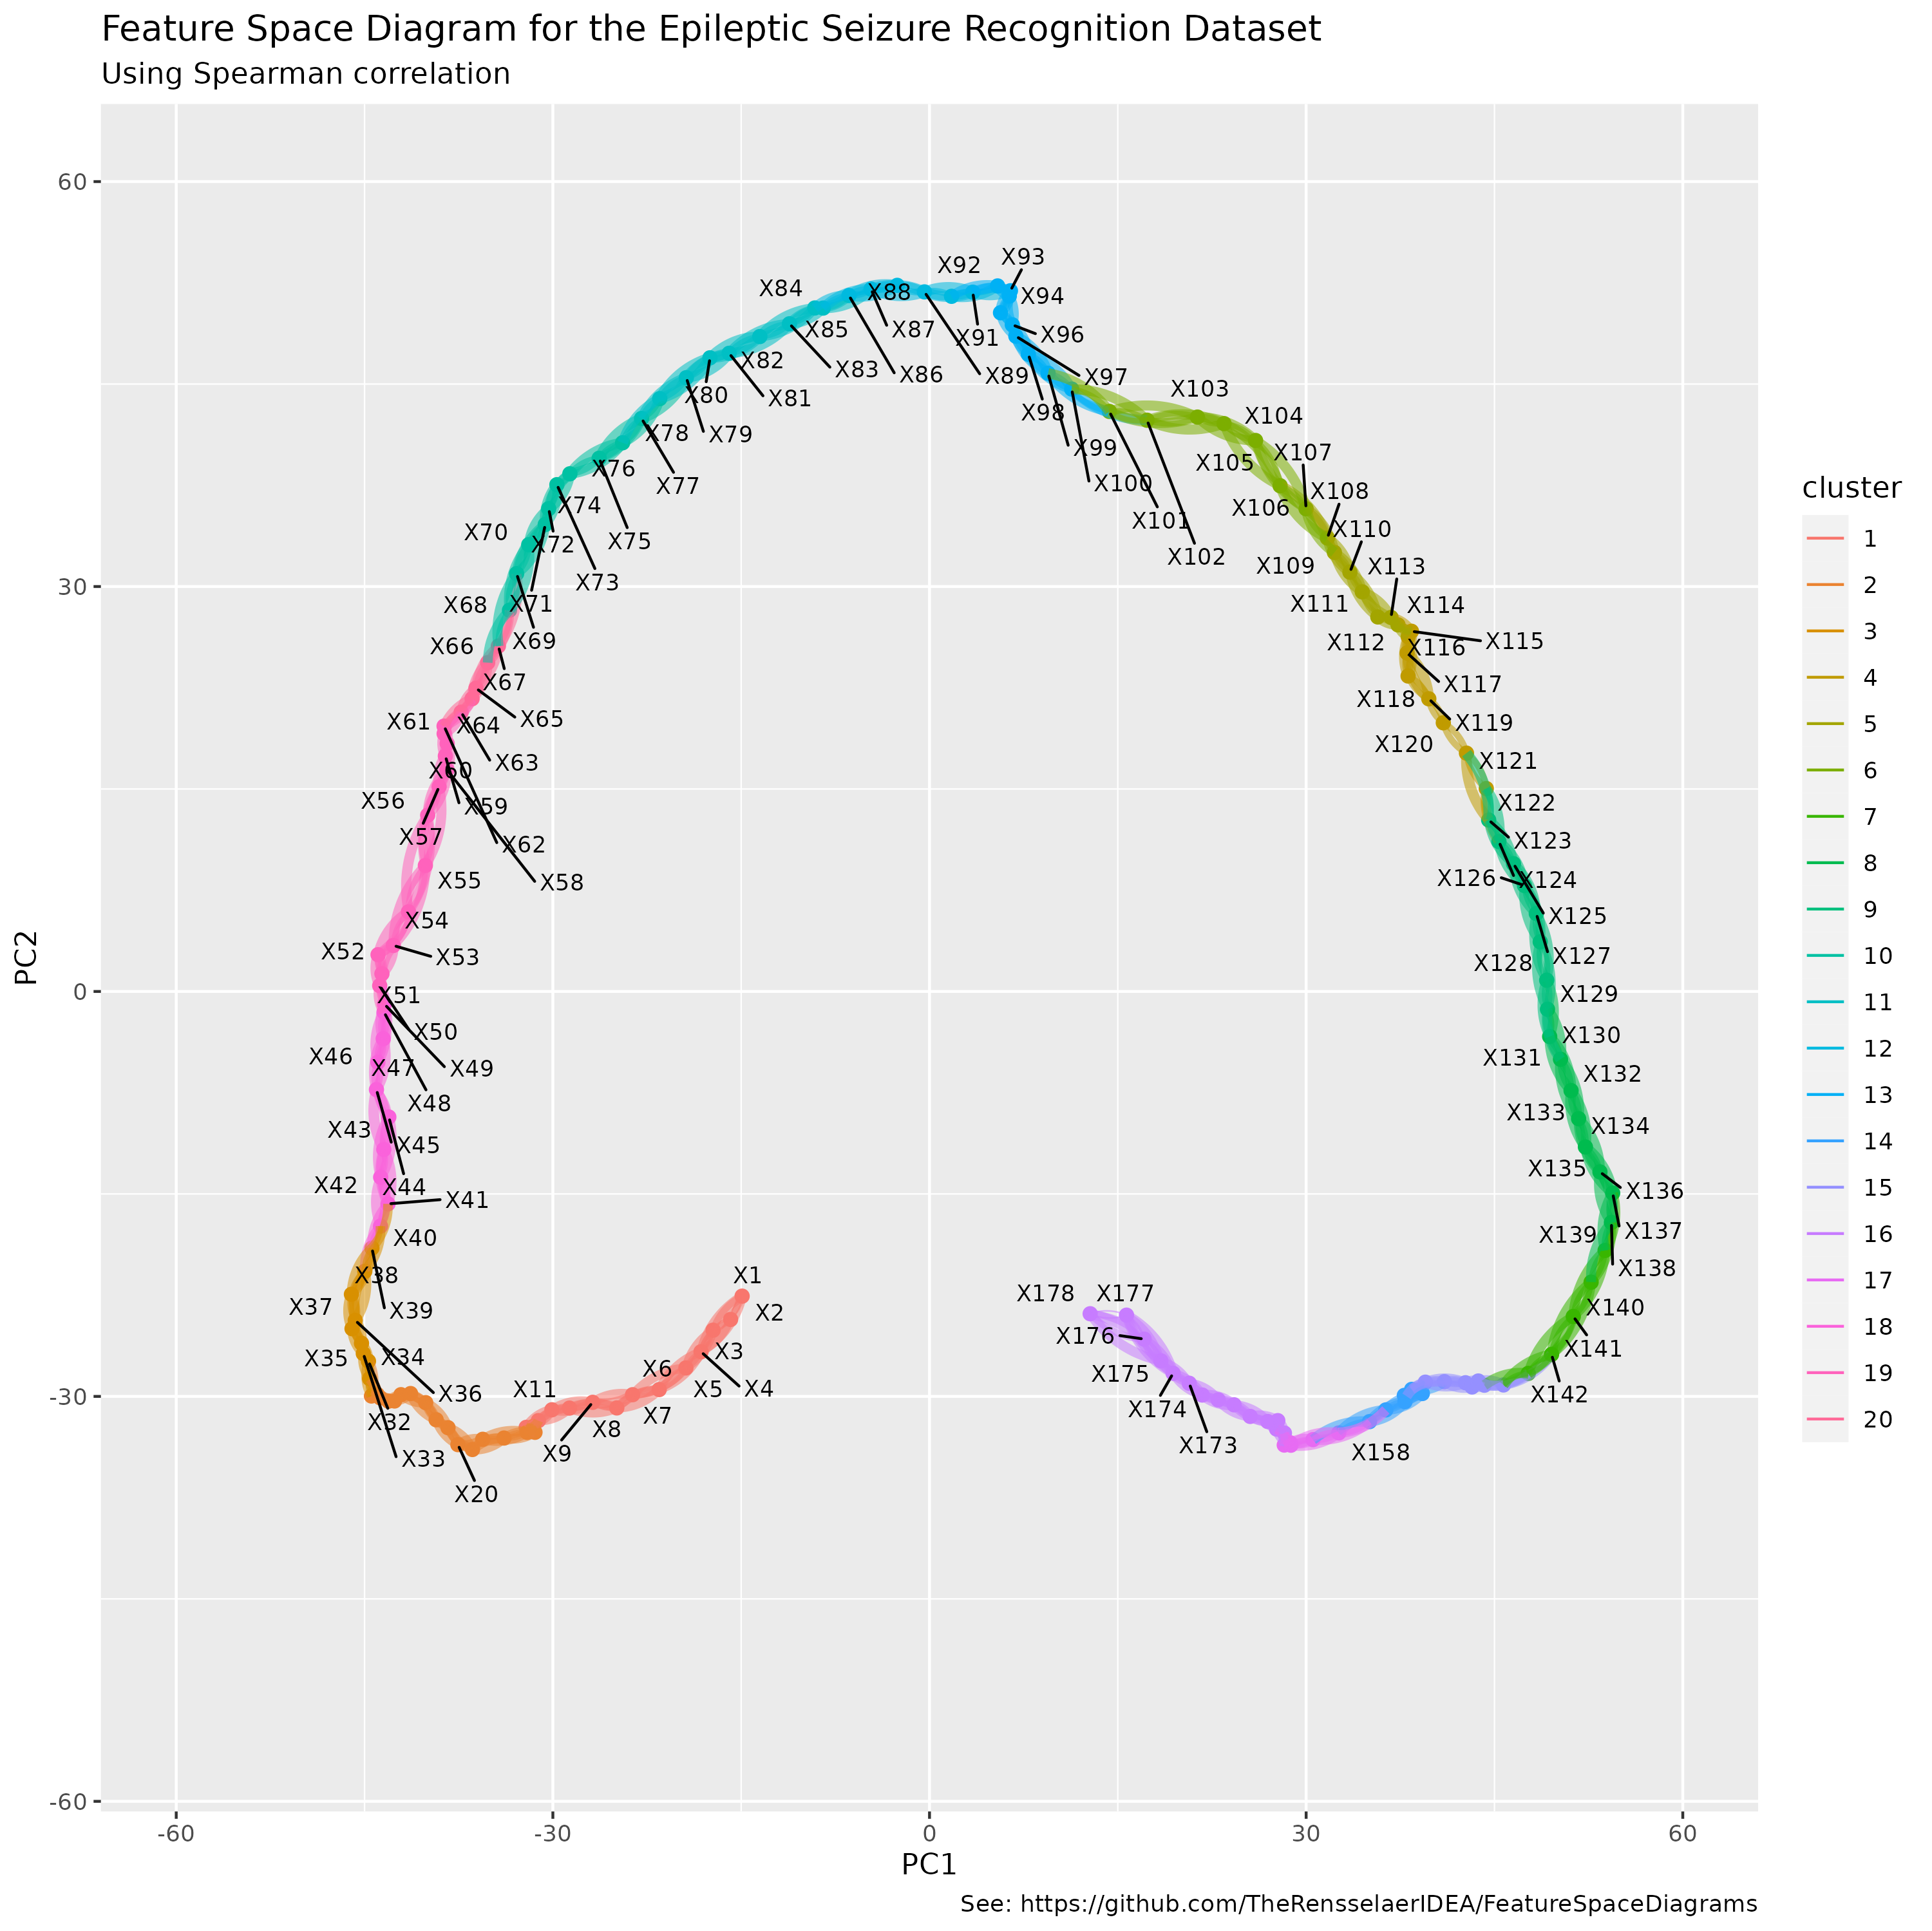 Feature Space Diagram for the Epileptic Seizure Recognition Dataset
Using Spearman correlation
PC2
60
30
0
-30
-60
X93
X92
X94
X84
X88
X85
X87
X91
X96
X82
X83
X86
X89
X97
X103
X80
X81
X98
X104
X78
X79
X99
X107
X76
X77
X100
X105
X108
X74
X106
X101
X110
X70
X72
X75
X102
X109
X113
X73
X68
X71
X111
X114
X66
X69
X112
X116
X115
X67
X117
X61
X64
X65
X118
X119
X60
X63
X120
X121
X56
X59
X122
X57
X62
X123
X55
X58
X126
X124
X54
X125
X52
X53
X128
X127
X51
X129
X50
X130
X46
X47
X49
X131
X132
X48
X133
X43
X45
X134
X42
X44
X41
X135
X136
X40
X139
X137
X38
X1
X138
X37
X39
X2
X178
X177
X140
X35
X34
X3
X176
X141
X36
X11
X6
X5
X4
X175
X142
X32
X7
X174
X33
X9
X8
X173
X158
X20
cluster
1
2
3
4
5
6
7
8
9
10
11
12
13
14
15
16
17
18
19
20
-60
-30
0
30
60
PC1
See: https://github.com/TheRensselaerIDEA/FeatureSpaceDiagrams